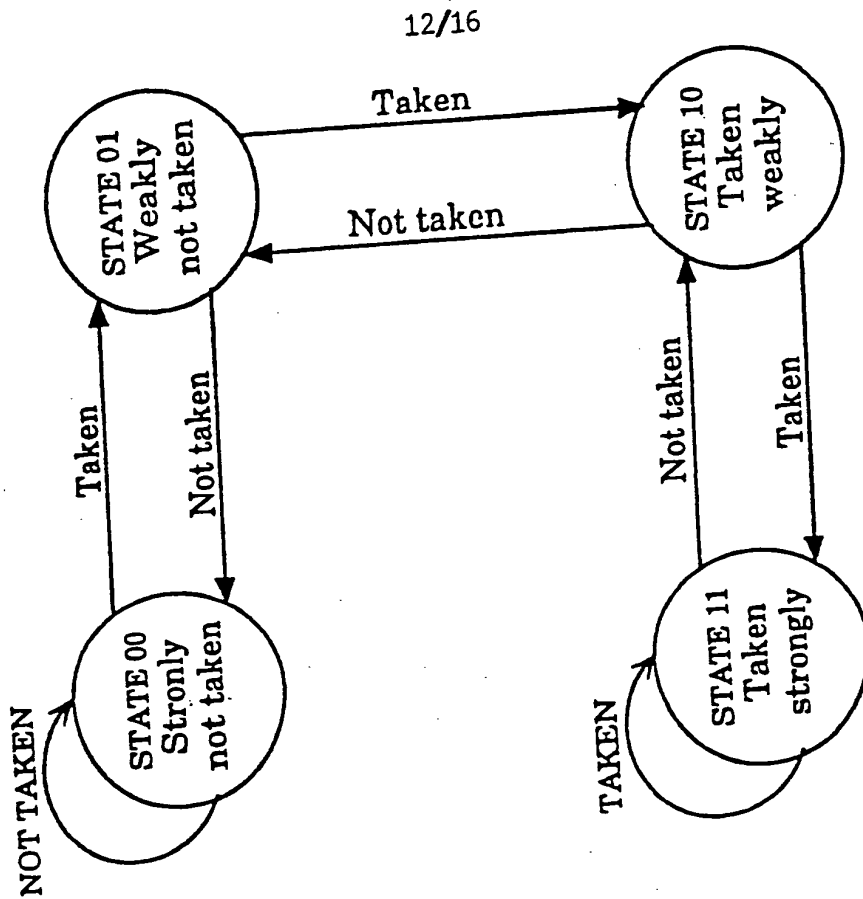 12/16
STATE 01
Weakly
not taken
Taken
Not taken
STATE 10
Taken
weakly
Taken
Not taken
Not taken
Taken
STATE 00
Stronly
not taken
NOT TAKEN
STATE 11
Taken
strongly
TAKEN